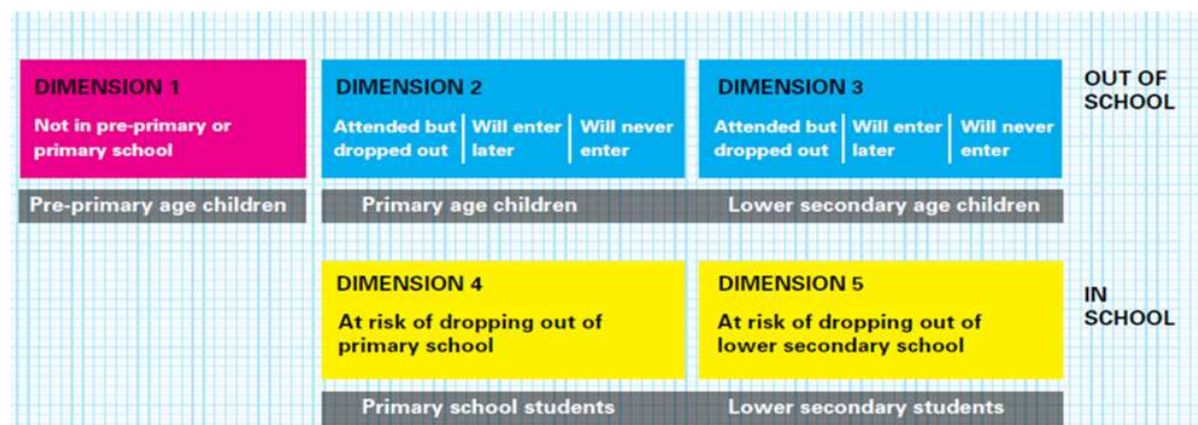 DIMENSION 1
Not in pre-primary or
primary school
DIMENSION 2
Attended but dropped out | Will enter later | Will never enter
DIMENSION 3
Attended but dropped out | Will enter later | Will never enter
OUT OF
SCHOOL
Pre-primary age children
Primary age children
Lower secondary age children
DIMENSION 4
At risk of dropping out of
primary school
DIMENSION 5
At risk of dropping out of
lower secondary school
IN
SCHOOL
Primary school students
Lower secondary students